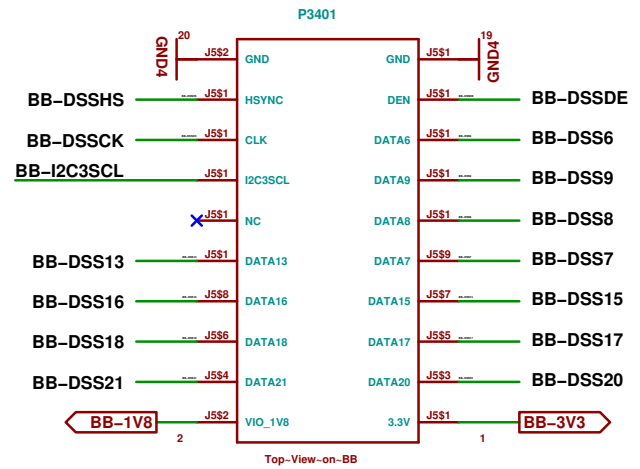 P3401
20 19
GND4 J5$2 GND GND J5$1 GND4
BB-DSSHS J5$1 HSYNC DEN J5$1 BB-DSSDE
BB-DSSCK J5$1 CLK DATA6 J5$1 BB-DSS6
BB-I2C3SCL J5$1 I2C3SCL DATA9 J5$1 BB-DSS9
J5$1 NC DATA8 J5$1 BB-DSS8
BB-DSS13 J5$1 DATA13 DATA7 J5$9 BB-DSS7
BB-DSS16 J5$8 DATA16 DATA15 J5$7 BB-DSS15
BB-DSS18 J5$6 DATA18 DATA17 J5$5 BB-DSS17
BB-DSS21 J5$4 DATA21 DATA20 J5$3 BB-DSS20
BB-1V8 J5$2 VIO_1V8 3.3V J5$1 BB-3V3
2 1
Top~View~on~BB